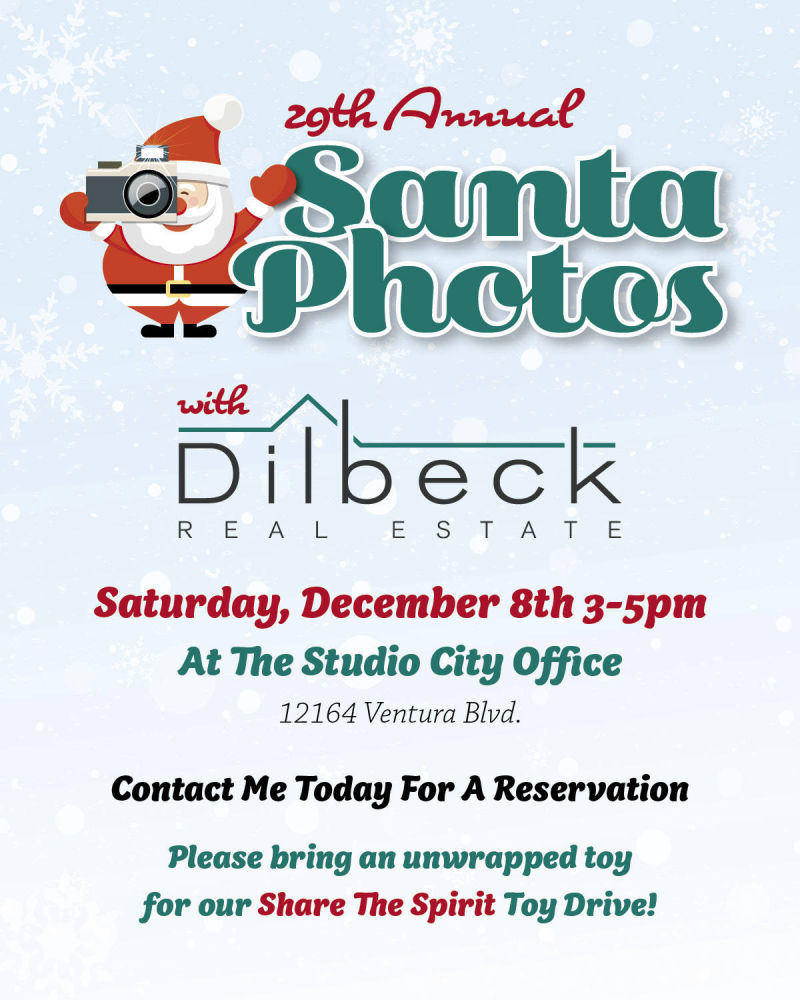 29th Annual
Santa
Photos
with
Dilbeck
REAL ESTATE
Saturday, December 8th 3-5pm
At The Studio City Office
12164 Ventura Blvd.
Contact Me Today For A Reservation
Please bring an unwrapped toy
for our Share The Spirit Toy Drive!